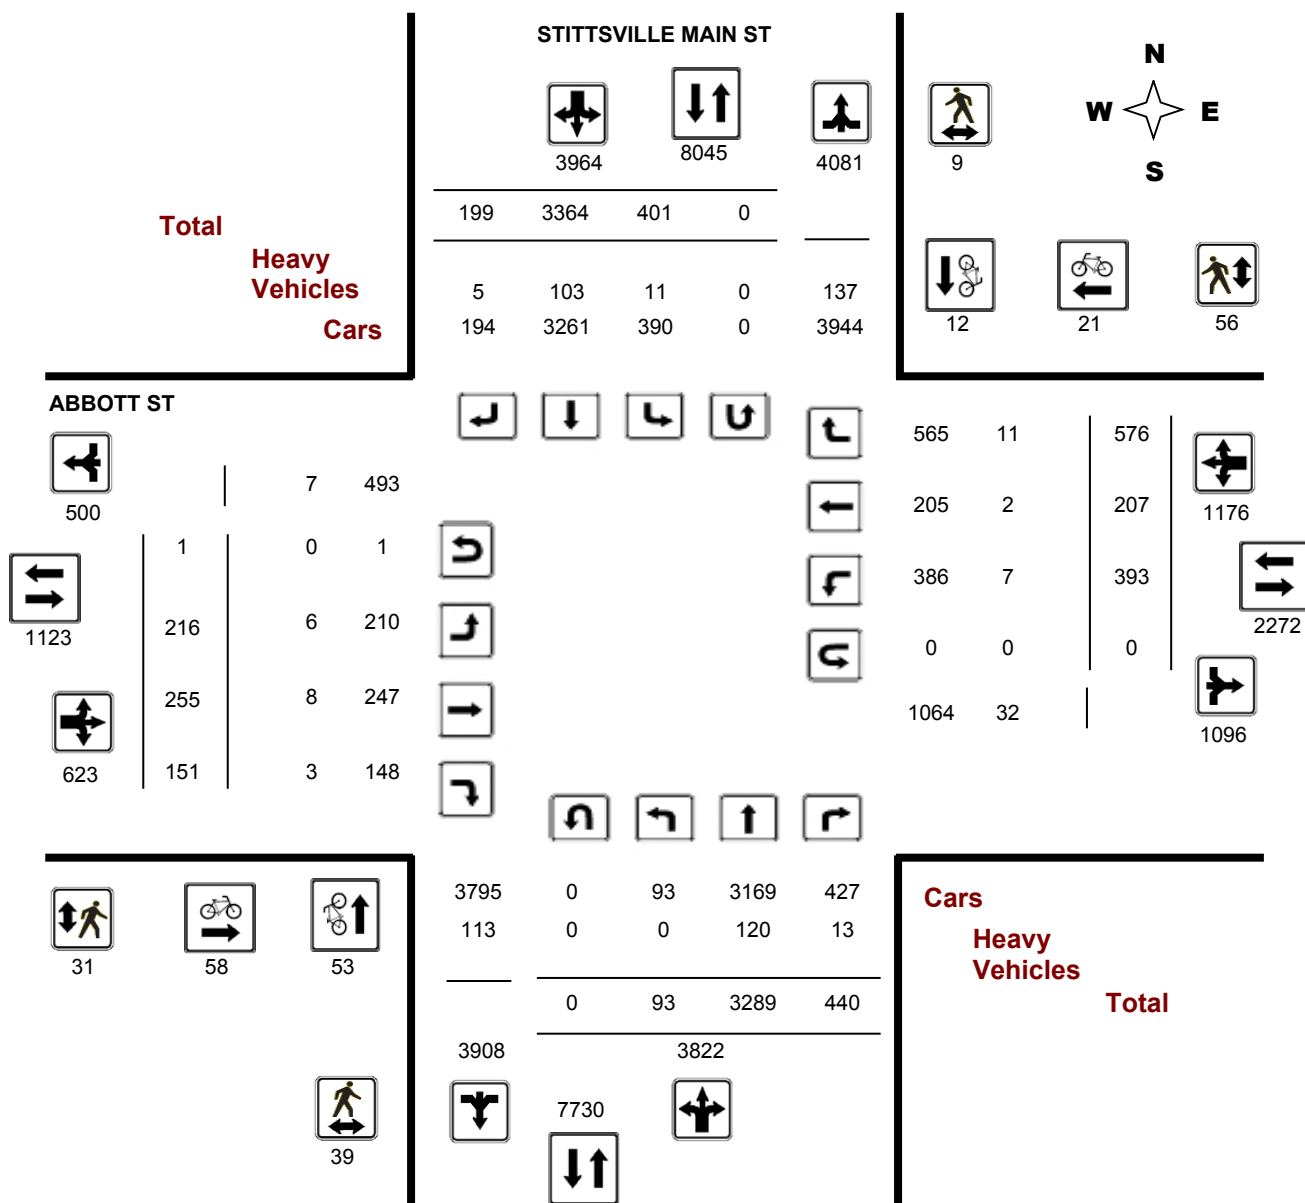 STITTSVILLE MAIN ST
N
W E
S
3964 8045 4081 9
199 3364 401 0
Total
Heavy
Vehicles
5 103 11 0 137
Cars
194 3261 390 0 3944
12 21 56
ABBOTT ST
565 11 576
7 493
500
205 2 207
1176
1 0 1
386 7 393
1123
216 6 210
2272
0 0 0
255 8 247
1064 32
1096
623
151 3 148
3795 0 93 3169 427
Cars
113 0 0 120 13
Heavy
Vehicles
31 58 53
0 93 3289 440
Total
3908 3822
7730
39